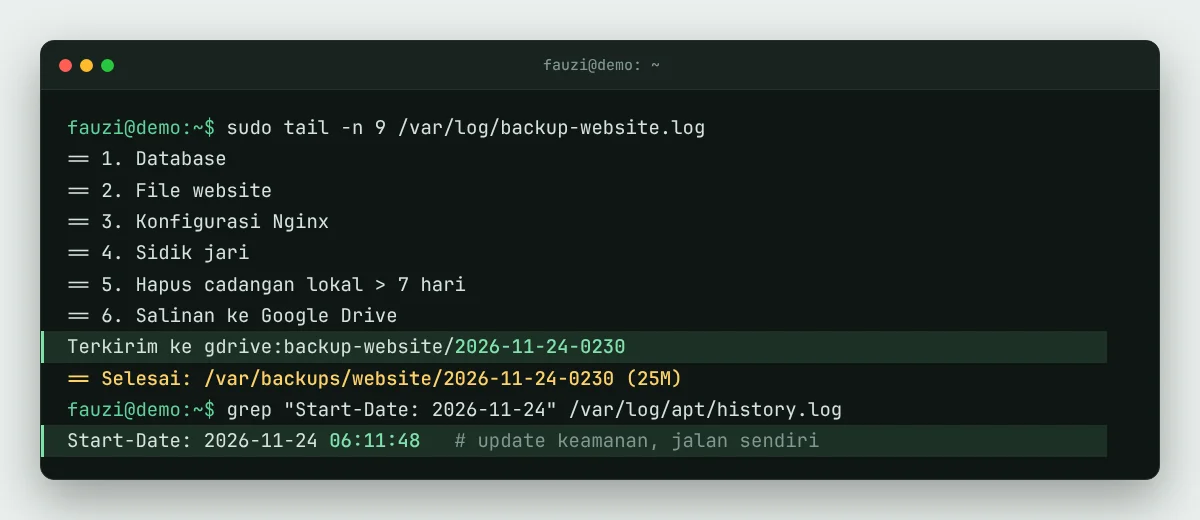 fauzi@demo: ~
fauzi@demo:~$ sudo tail -n 9 /var/log/backup-website.log
== 1. Database
== 2. File website
== 3. Konfigurasi Nginx
== 4. Sidik jari
== 5. Hapus cadangan lokal > 7 hari
== 6. Salinan ke Google Drive
Terkirim ke gdrive:backup-website/2026-11-24-0230
== Selesai: /var/backups/website/2026-11-24-0230 (25M)
fauzi@demo:~$ grep "Start-Date: 2026-11-24" /var/log/apt/history.log
Start-Date: 2026-11-24 06:11:48 # update keamanan, jalan sendiri